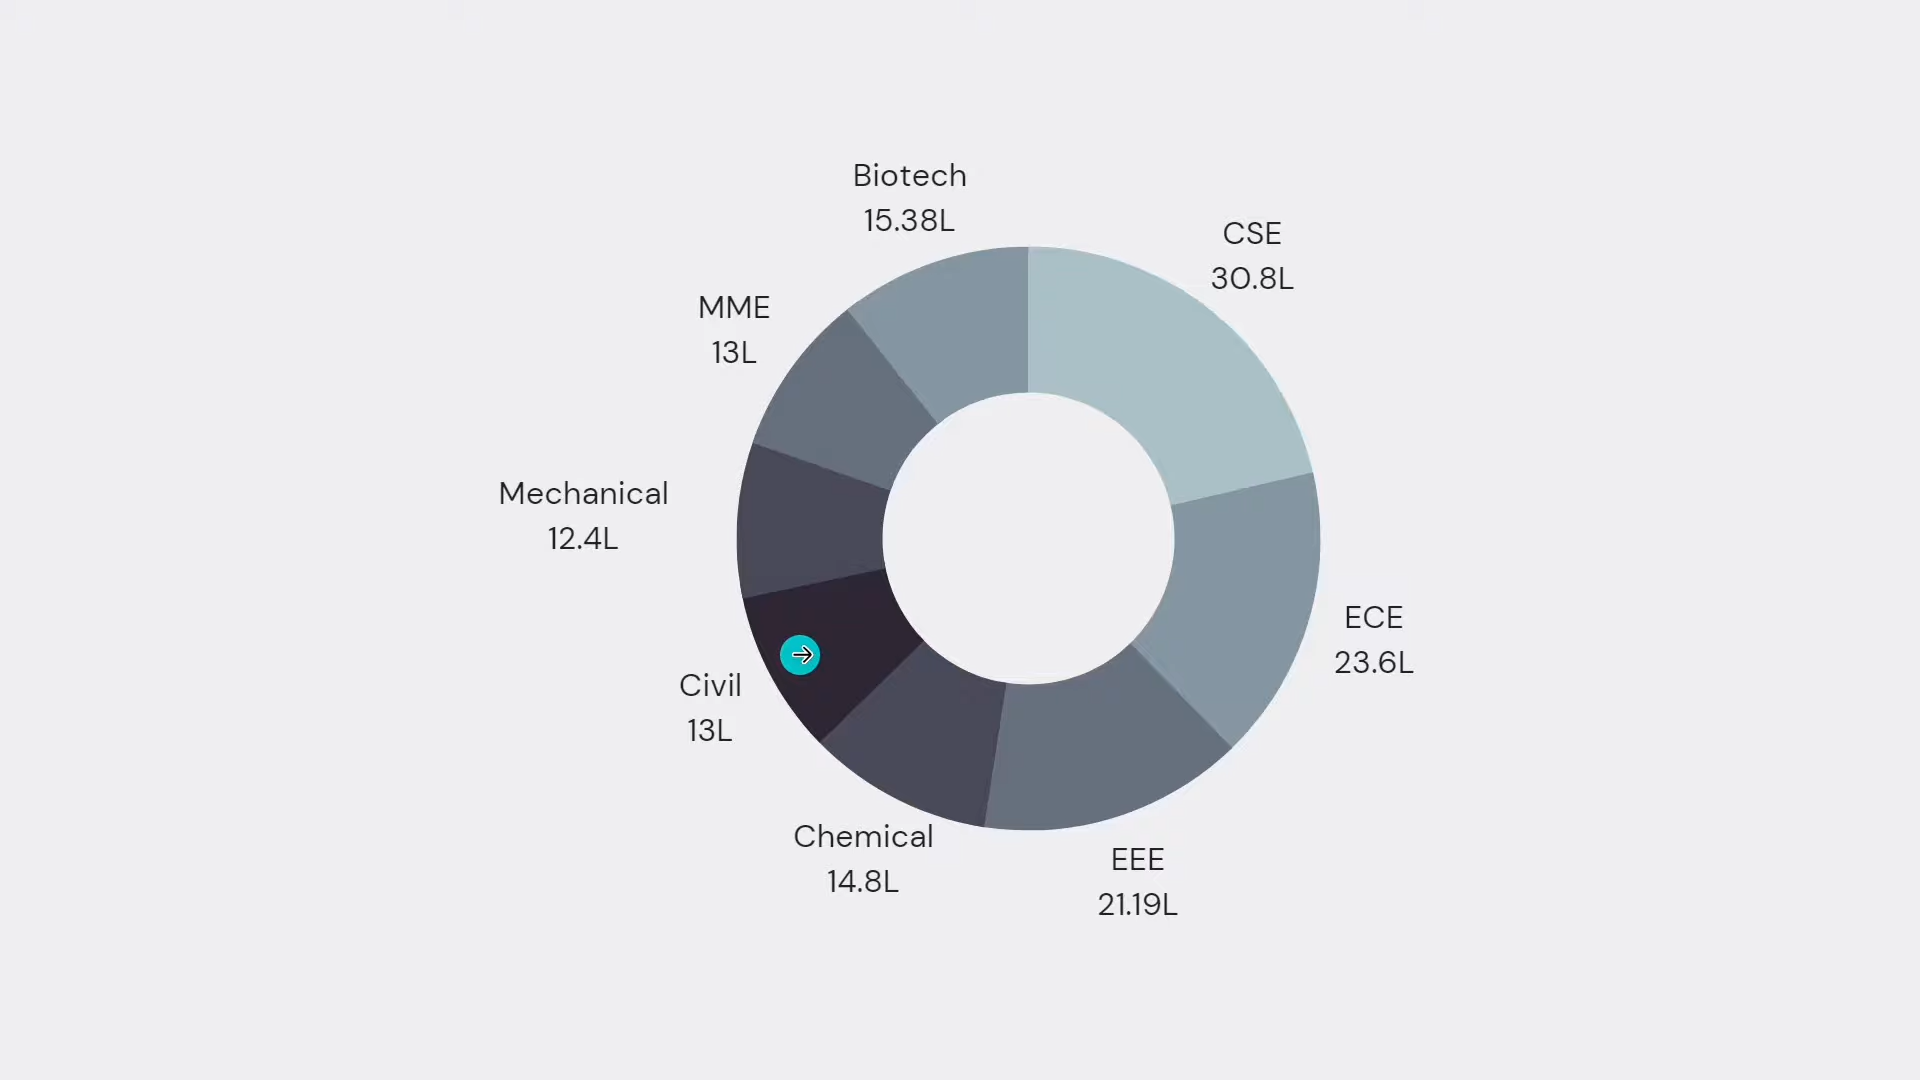 Biotech
15.38L
CSE
30.8L
MME
13L
Mechanical
12.4L
ECE
23.6L
Civil
13L
Chemical
14.8L
EEE
21.19L